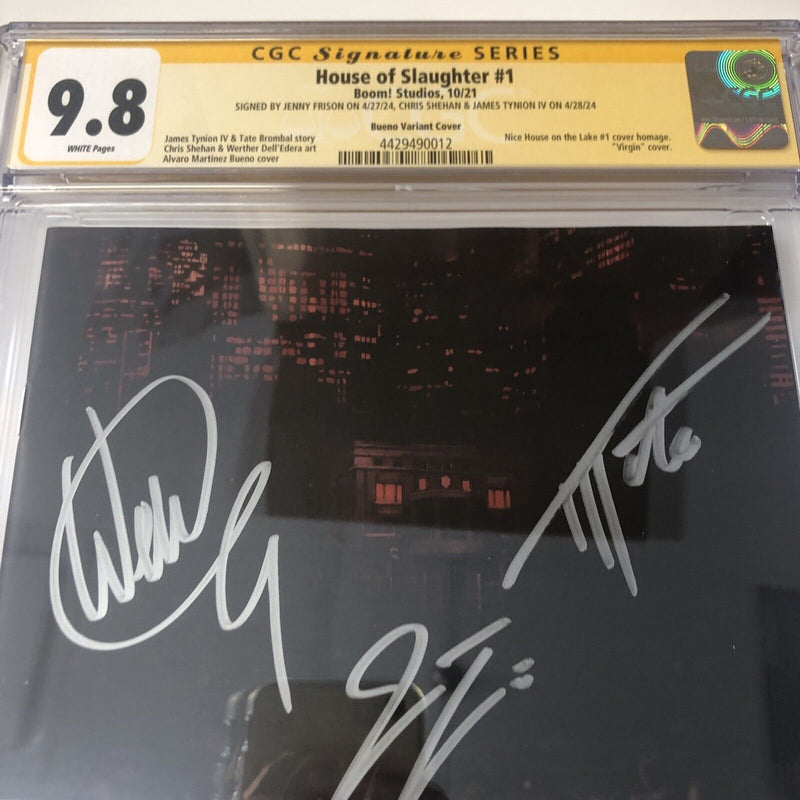 CGC Signature SERIES
9.8
WHITE Pages
House of Slaughter #1
Boom! Studios, 10/21
SIGNED BY JENNY FRISON ON 4/27/24, CHRIS SHEHAN & JAMES TYNION IV ON 4/28/24
Bueno Variant Cover
James Tynion IV & Tate Brombal story
Chris Shehan & Werther Dell'Edera art
Alvaro Martinez Bueno cover
4429490012
Nice House on the Lake #1 cover homage.
"Virgin" cover.